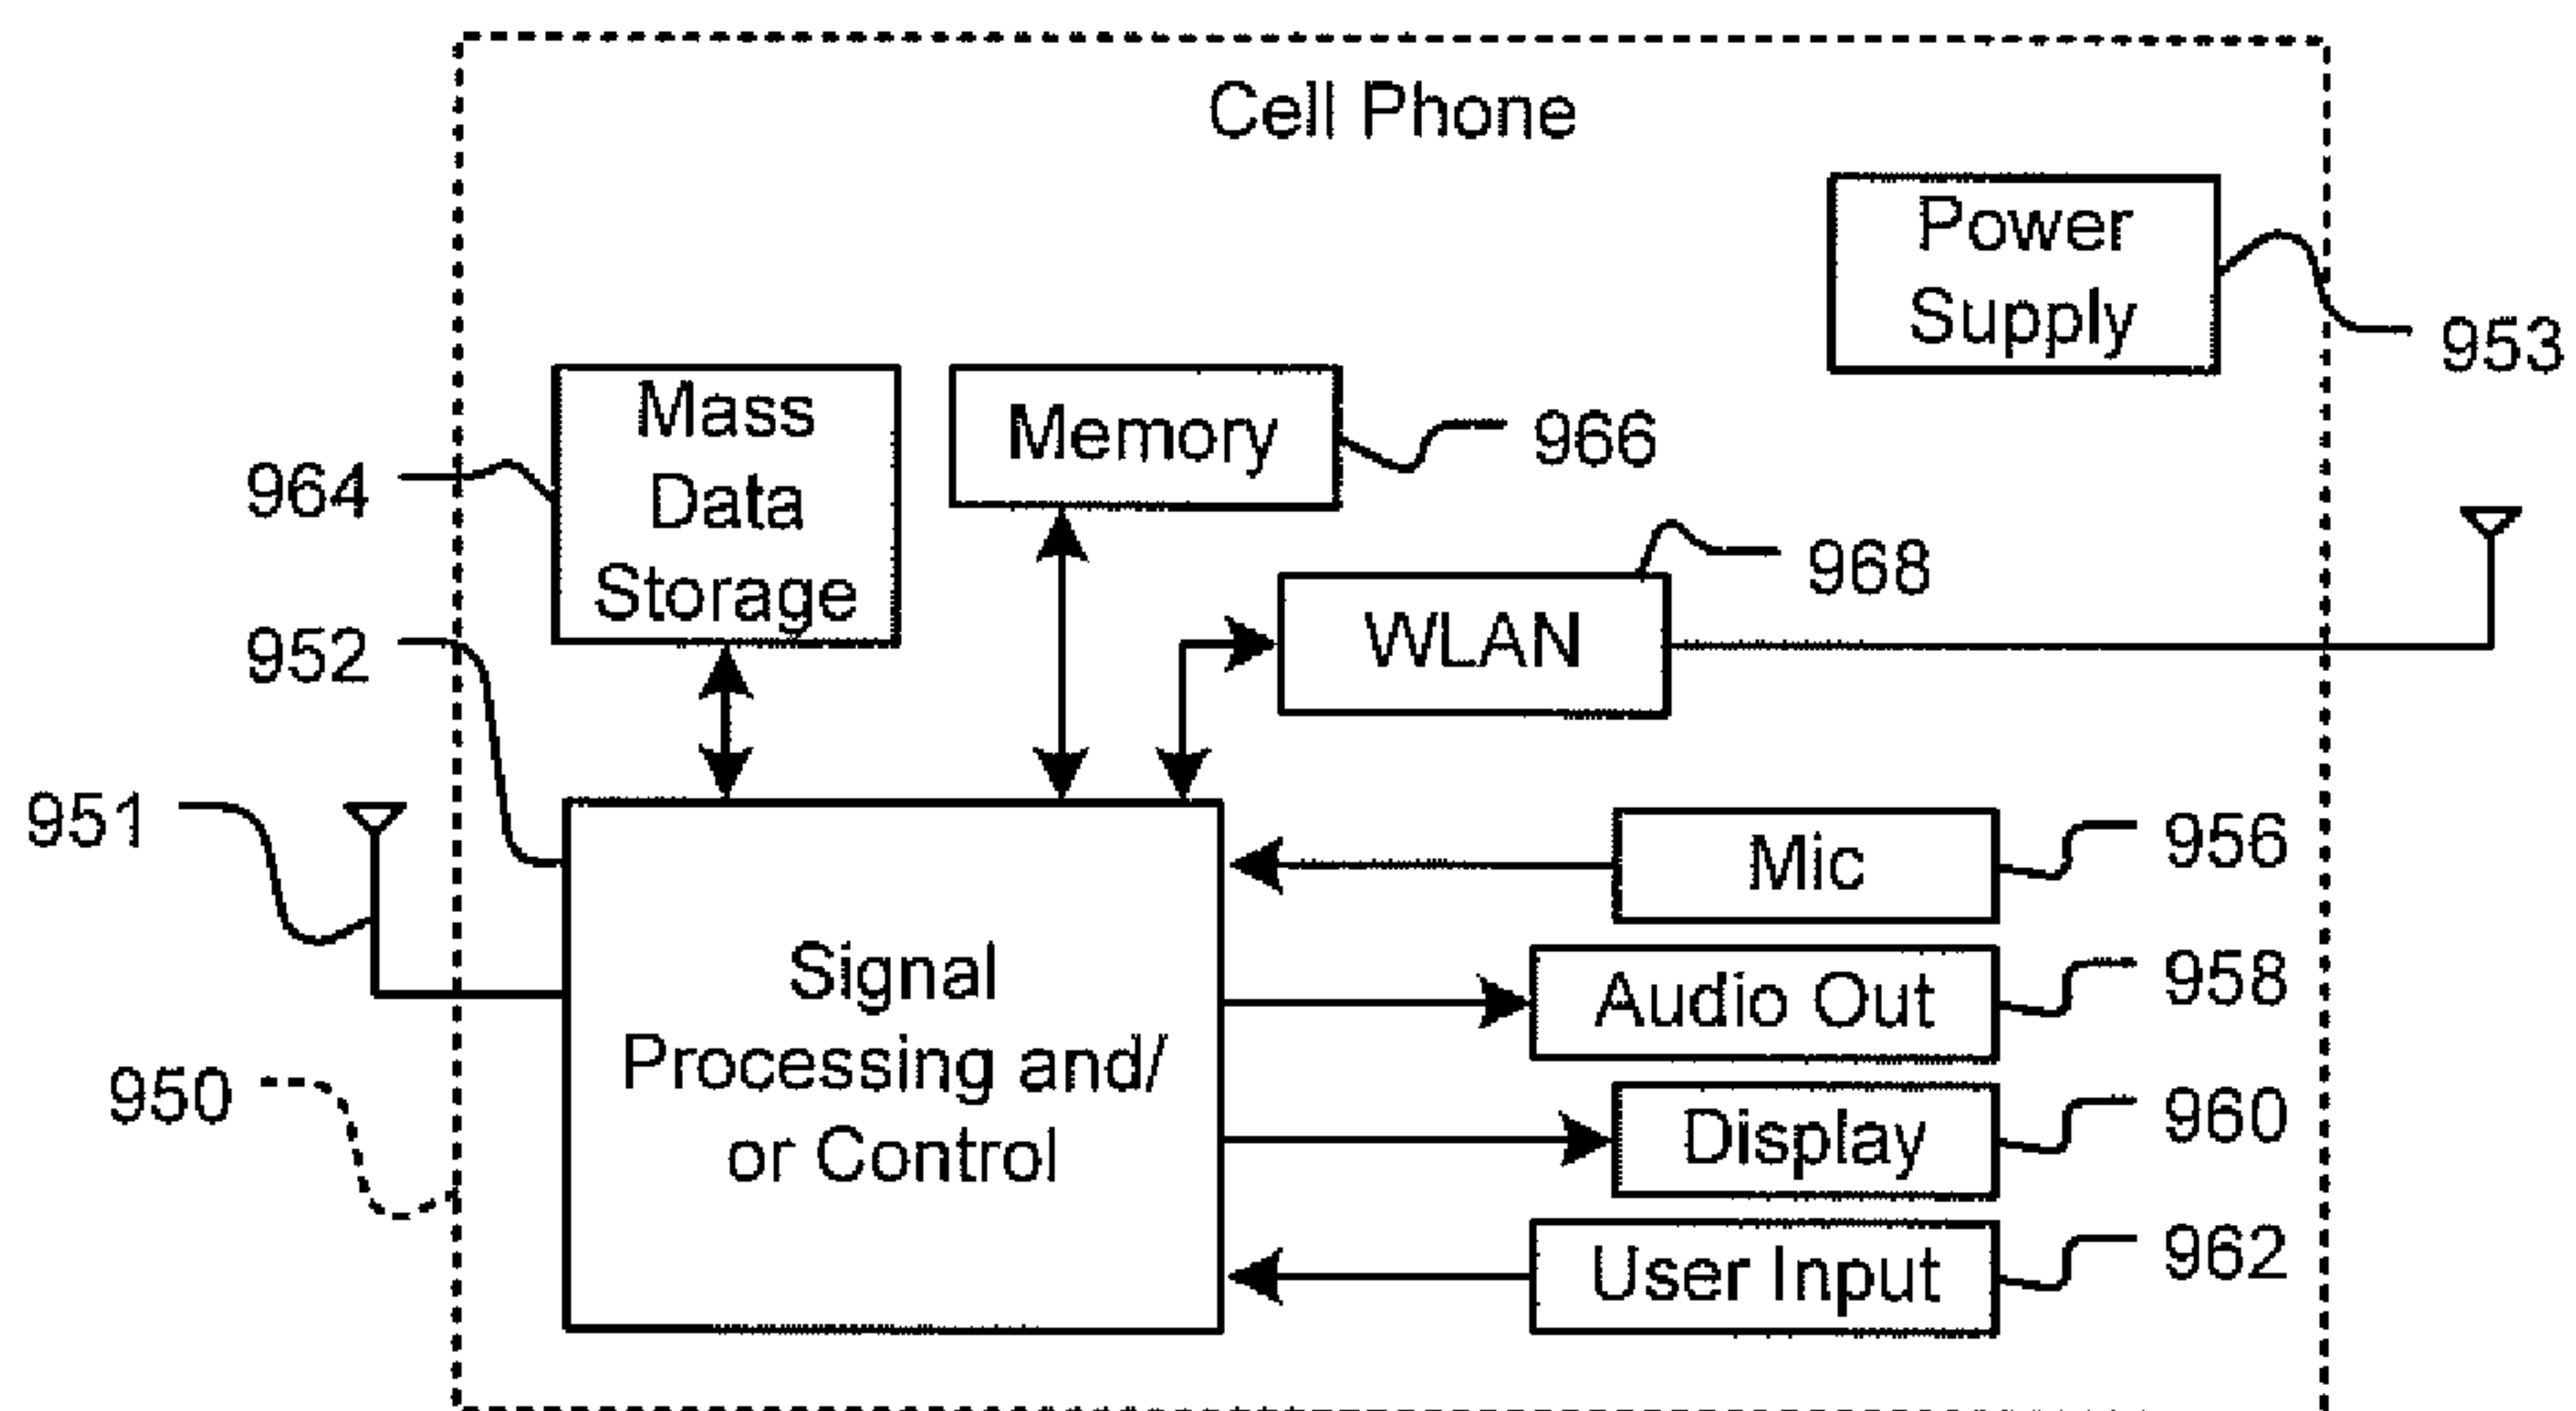 Cell Phone
Power
Supply
953
Mass
Data
Storage
964
Memory
966
968
WLAN
952
951
Mic
956
Signal
Processing and/
or Control
Audio Out
958
950
Display
960
User Input
962